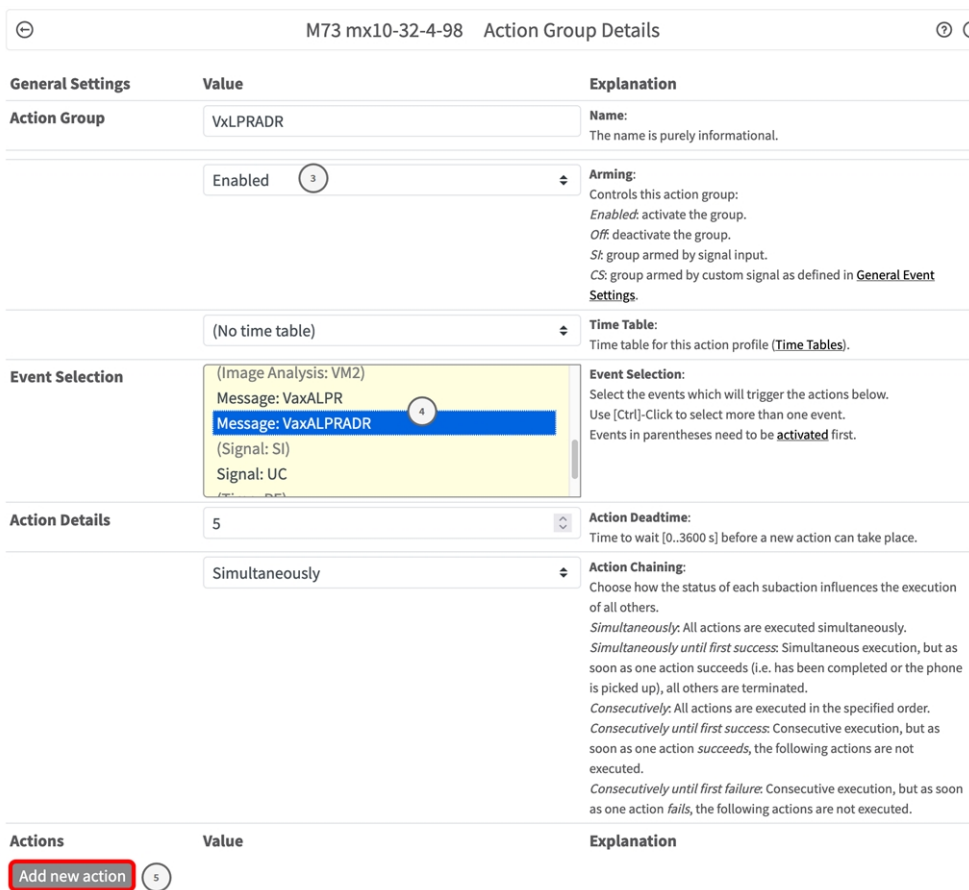 M73 mx10-32-4-98 Action Group Details
General Settings Value Explanation
Action Group VxLPRADR Name:
The name is purely informational.
Enabled 3 Arming:
Controls this action group:
Enabled: activate the group.
Off: deactivate the group.
SI: group armed by signal input.
CS: group armed by custom signal as defined in General Event
Settings.
(No time table) Time Table:
Time table for this action profile (Time Tables).
Event Selection
(Image Analysis: VM2)
Message: VaxALPR
Message: VaxALPRADR 4
(Signal: SI)
Signal: UC
Event Selection:
Select the events which will trigger the actions below.
Use [Ctrl]-Click to select more than one event.
Events in parentheses need to be activated first.
Action Details 5 Action Deadtime:
Time to wait [0..3600 s] before a new action can take place.
Simultaneously Action Chaining:
Choose how the status of each subaction influences the execution
of all others.
Simultaneously: All actions are executed simultaneously.
Simultaneously until first success: Simultaneous execution, but as
soon as one action succeeds (i.e. has been completed or the phone
is picked up), all others are terminated.
Consecutively: All actions are executed in the specified order.
Consecutively until first success: Consecutive execution, but as
soon as one action succeeds, the following actions are not
executed.
Consecutively until first failure: Consecutive execution, but as soon
as one action fails, the following actions are not executed.
Actions Value Explanation
Add new action 5